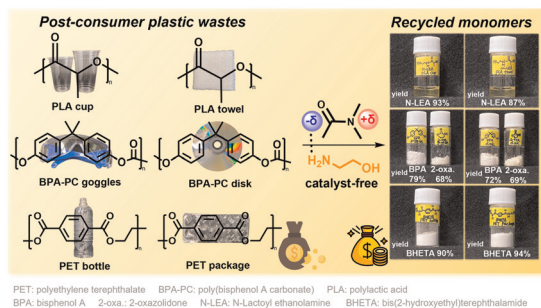 Post-consumer plastic wastes
Recycled monomers
PLA cup
PLA towel
BPA-PC goggles
BPA-PC disk
PET bottle
PET package
O
O
n
O
O
n
O
O
O
n
O
O
O
n
O
O
O
O
n
O
O
O
O
n
-δ
O
N
+δ
H₂N
OH
catalyst-free
$
yield
N-LEA 93%
yield
N-LEA 87%
yield
BPA 2-oxa.
79% 68%
yield
BPA 2-oxa.
72% 69%
yield
BHETA 90%
yield
BHETA 94%
PET: polyethylene terephthalate BPA-PC: poly(bisphenol A carbonate) PLA: polylactic acid
BPA: bisphenol A 2-oxa.: 2-oxazolidone N-LEA: N-Lactoyl ethanolamine BHETA: bis(2-hydroxyethyl)terephthalamide